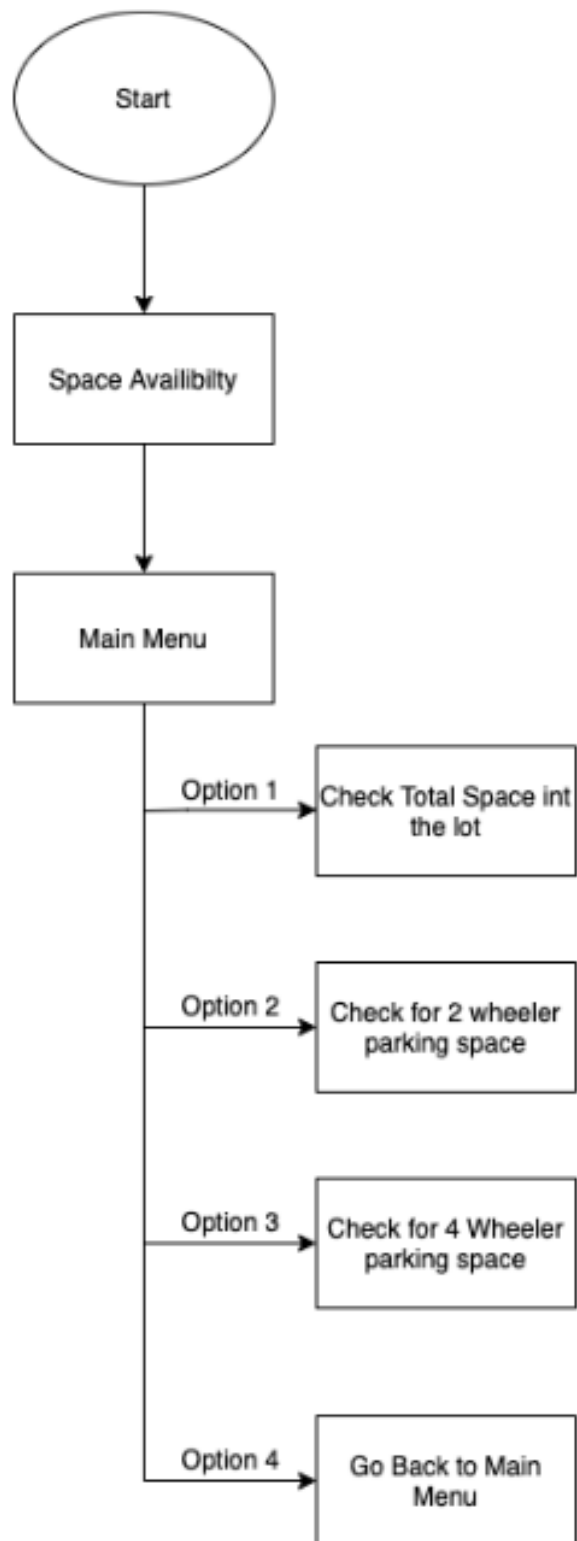 Start
Space Availibilty
Main Menu
Option 1
Check Total Space int
the lot
Option 2
Check for 2 wheeler
parking space
Option 3
Check for 4 Wheeler
parking space
Option 4
Go Back to Main
Menu